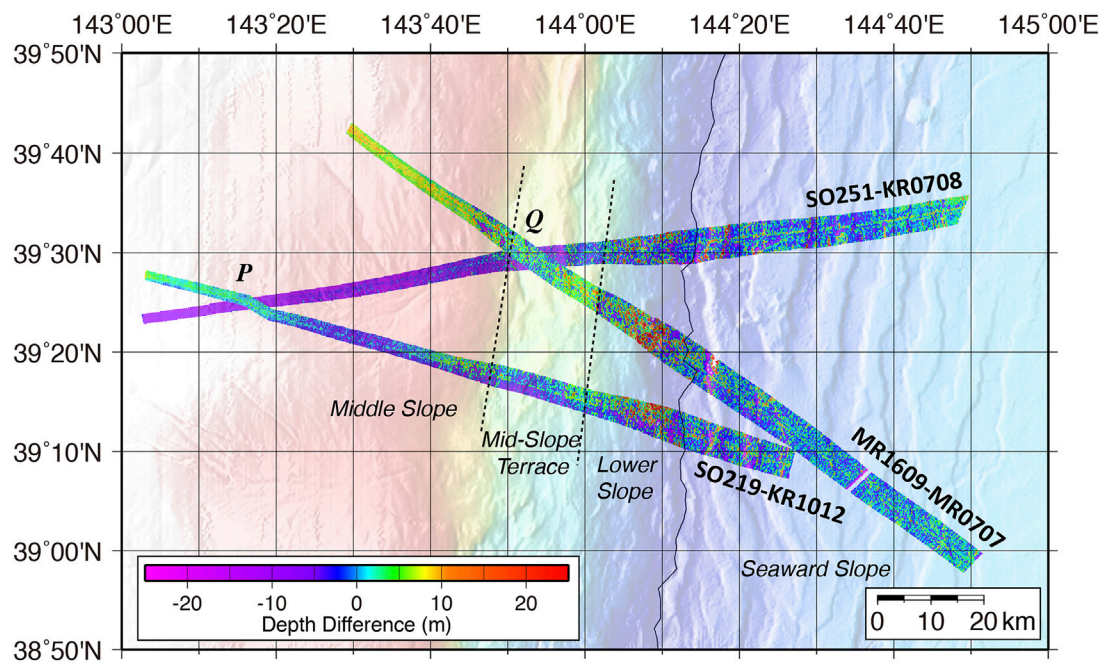 143°00'E 143°20'E 143°40'E 144°00'E 144°20'E 144°40'E 145°00'E
39°50'N
39°40'N
SO251-KR0708
Q
39°30'N
P
39°20'N
Middle Slope
39°10'N
Mid-Slope
Terrace
Lower
Slope
SO219-KR1012
MR1609-MR0707
39°00'N
Seaward Slope
-20 -10 0 10 20
Depth Difference (m)
0 10 20 km
38°50'N